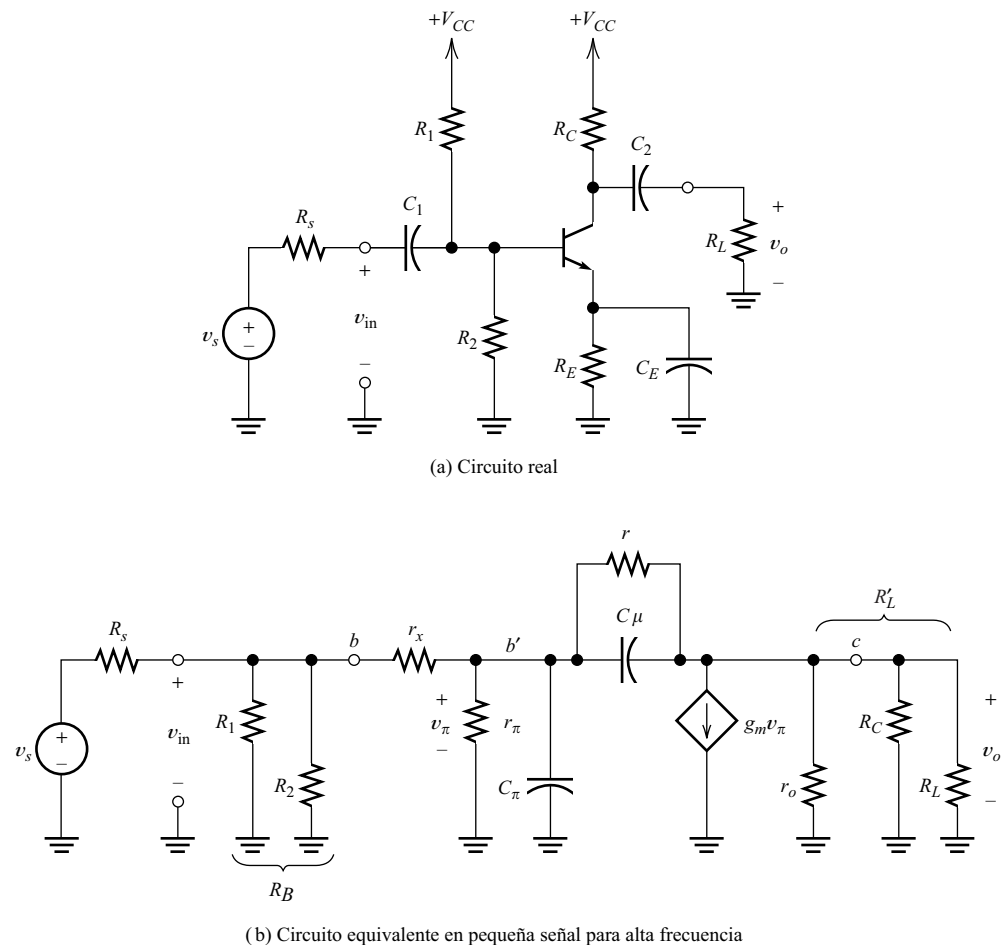 +V_CC +V_CC
R_1 R_C
C_2
R_s C_1
+ R_L v_o + −
v_s + − v_in R_2 R_E C_E
−
(a) Circuito real
r
R_s b r_x b′ C μ c R′_L
+ + g_m v_π +
v_s + − v_in R_1 v_π r_π R_C v_o
− R_2 − C_π r_o R_L −
R_B
(b) Circuito equivalente en pequeña señal para alta frecuencia